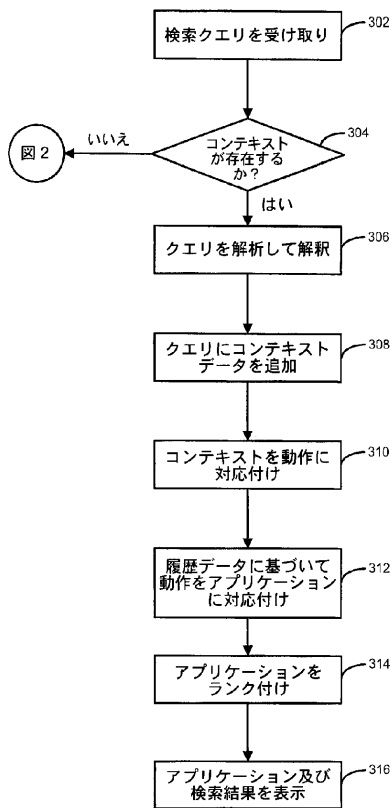 検索クエリを受け取り
302
コンテキスト
が存在する
か？
304
いいえ
図２
はい
クエリを解析して解釈
306
クエリにコンテキスト
データを追加
308
コンテキストを動作に
対応付け
310
履歴データに基づいて
動作をアプリケーション
に対応付け
312
アプリケーションを
ランク付け
314
アプリケーション及び
検索結果を表示
316